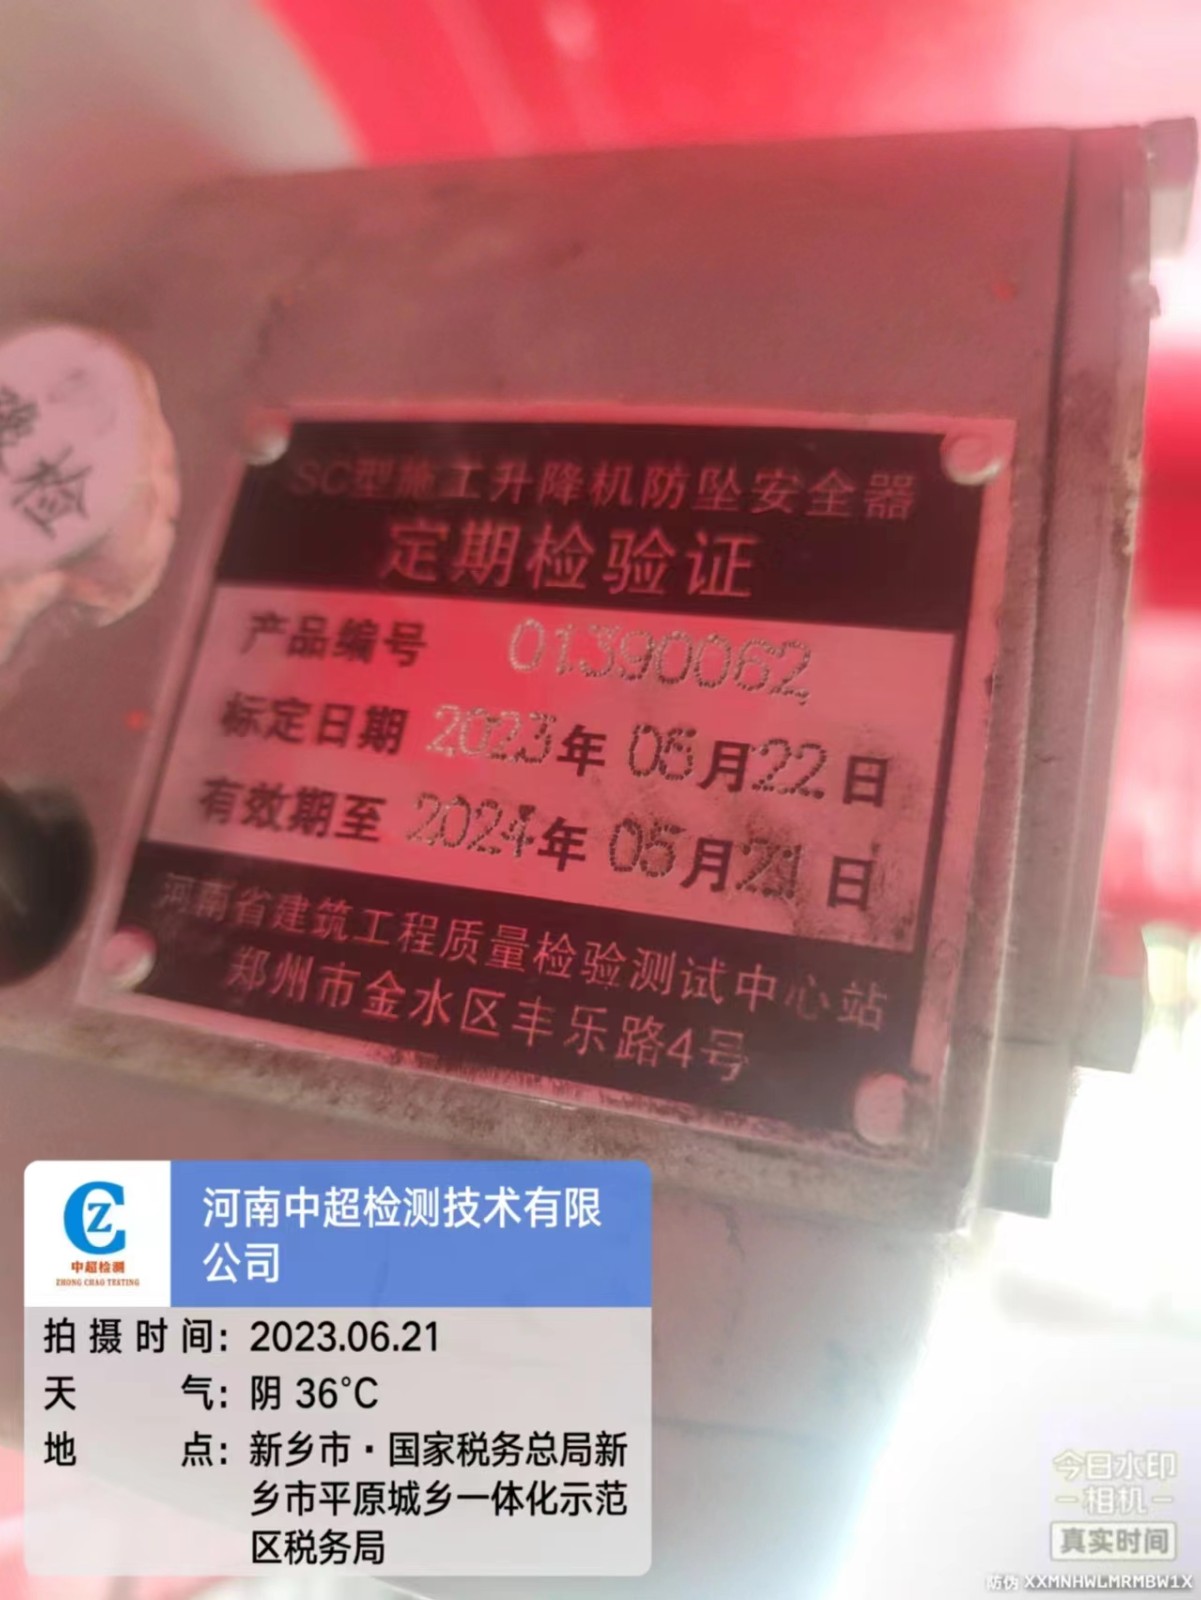 检
SC型施工升降机防坠安全器
定期检验证
产品编号 01390062
标定日期 2023年 05月22日
有效期至 2024年 05月21日
河南省建筑工程质量检验测试中心站
郑州市金水区丰乐路4号
CZ
中超检测
ZHONG CHAO TESTING
河南中超检测技术有限
公司
拍摄时间: 2023.06.21
天气: 阴 36°C
地点: 新乡市·国家税务总局新
乡市平原城乡一体化示范
区税务局
今日水印
-相机-
真实时间
防伪 XXMNHWLMRMBW1X